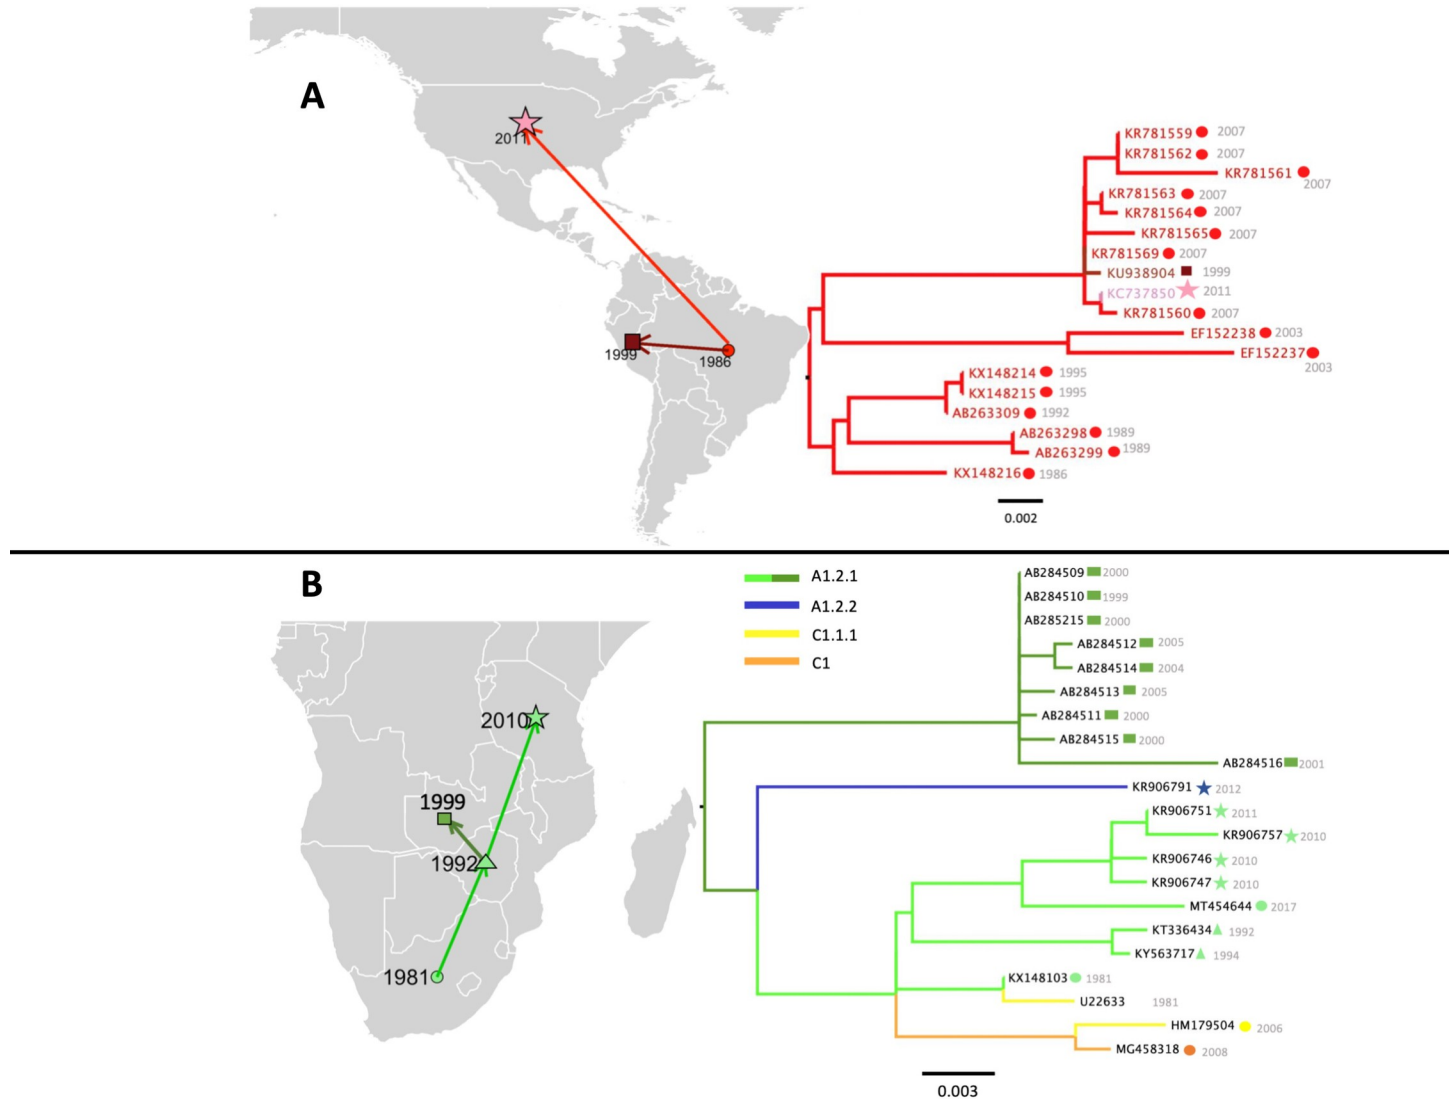 A
2011
1999
1986
KR781559 2007
KR781562 2007
KR781561
2007
KR781563 2007
KR781564 2007
KR781565 2007
KR781569 2007
KU938904 1999
KC737850 2011
KR781560 2007
EF152238 2003
EF152237
2003
KX148214 1995
KX148215 1995
AB263309 1992
AB263298 1989
AB263299 1989
KX148216 1986
0.002
B
A1.2.1
A1.2.2
C1.1.1
C1
2010
1999
1992
1981
AB284509 2000
AB284510 1999
AB285215 2000
AB284512 2005
AB284514 2004
AB284513 2005
AB284511 2000
AB284515 2000
AB284516 2001
KR906791 2012
KR906751 2011
KR906757 2010
KR906746 2010
KR906747 2010
MT454644 2017
KT336434 1992
KY563717 1994
KX148103 1981
U22633 1981
HM179504 2006
MG458318 2008
0.003